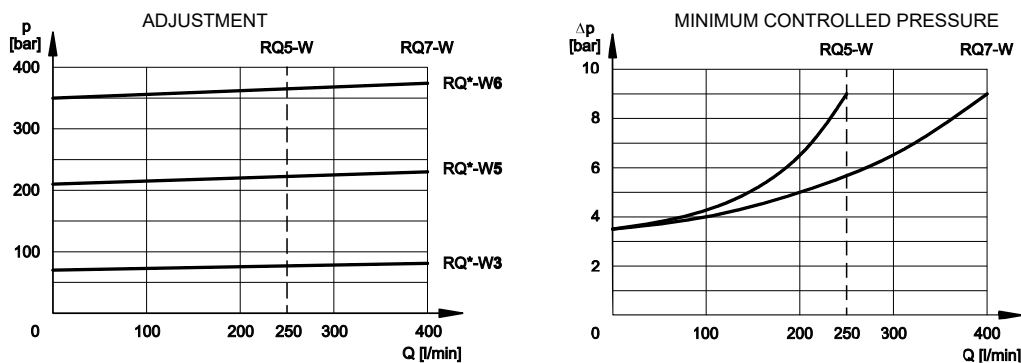 ADJUSTMENT
p
[bar]
RQ5-W
RQ7-W
400
300
200
100
0
RQ*-W6
RQ*-W5
RQ*-W3
100
200
250
300
400
Q [l/min]
MINIMUM CONTROLLED PRESSURE
Δp
[bar]
RQ5-W
RQ7-W
10
8
6
4
2
0
100
200
250
300
400
Q [l/min]